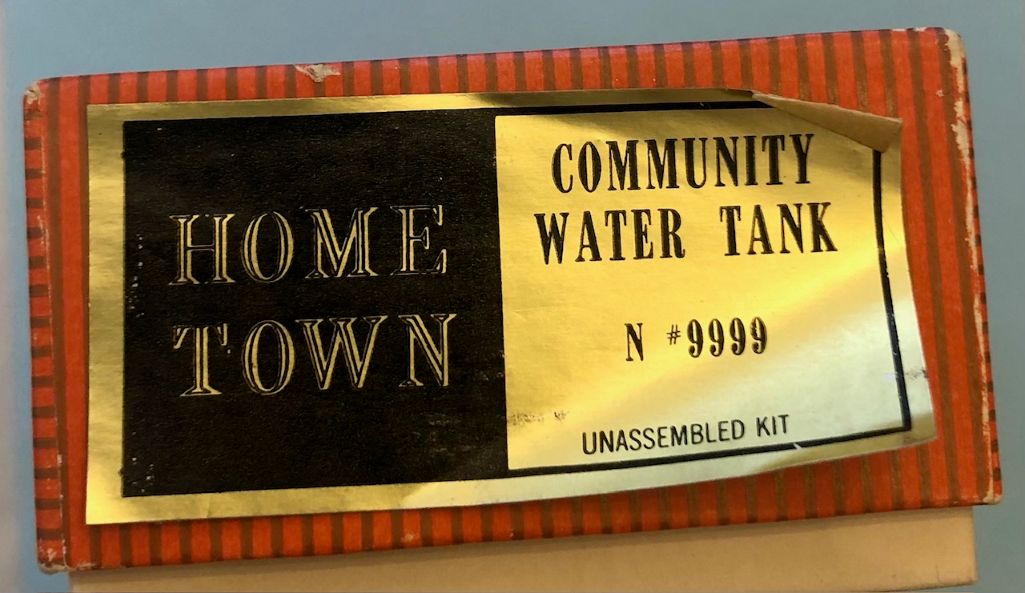 HOME
TOWN
COMMUNITY
WATER TANK
N #9999
UNASSEMBLED KIT